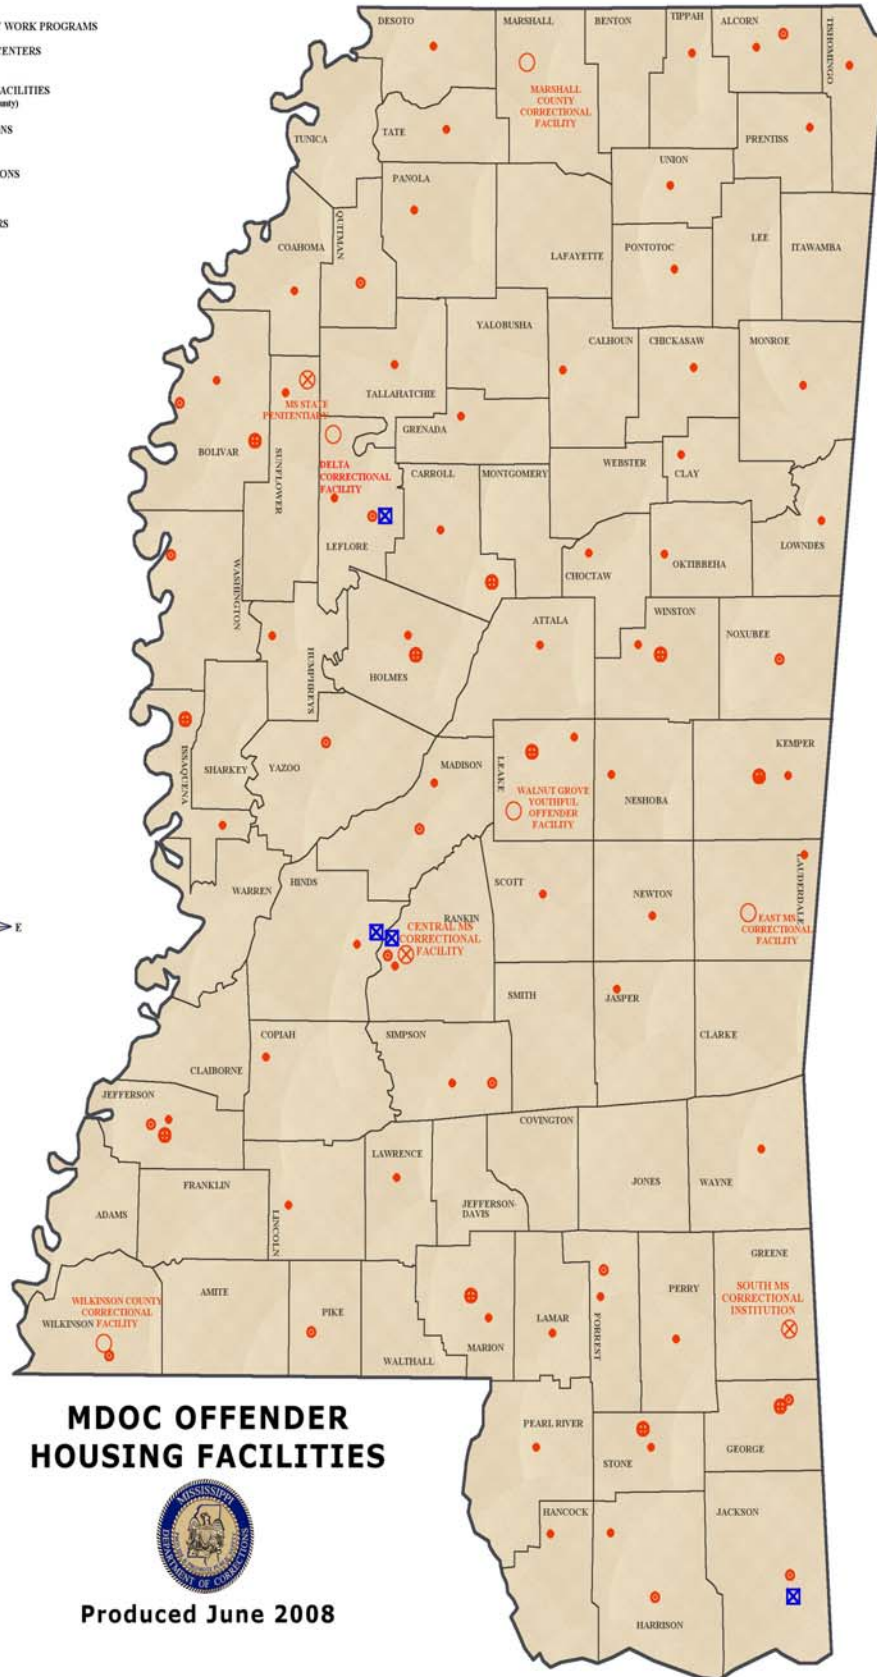 WORK PROGRAMS
CENTERS
ACILITIES
NS
ONS
RS
E
DESOTO
MARSHALL
BENTON
TIPPAH
ALCORN
TISHOMINGO
MARSHALL
COUNTY
CORRECTIONAL
FACILITY
TUNICA
TATE
PRENTISS
UNION
PANOLA
QUITMAN
COAHOMA
LAFAYETTE
PONTOTOC
LEE
ITAWAMBA
YALOBUSHA
CALHOUN
CHICKASAW
MONROE
TALLAHATCHIE
MS STATE
PENITENTIARY
GRENADA
BOLIVAR
SUNFLOWER
DELTA
CORRECTIONAL
FACILITY
CARROLL
MONTGOMERY
WEBSTER
CLAY
LEFLORE
LOWNDES
WASHINGTON
CHOCTAW
OKTIBBEHA
ATTALA
WINSTON
NOXUBEE
HUMPHREYS
HOLMES
ISSAQUENA
SHARKEY
YAZOO
MADISON
LEAKE
KEMPER
WALNUT GROVE
YOUTHFUL
OFFENDER
FACILITY
NESHOBA
WARREN
HINDS
RANKIN
SCOTT
NEWTON
LAUDERDALE
CENTRAL MS
CORRECTIONAL
FACILITY
EAST MS
CORRECTIONAL
FACILITY
SMITH
JASPER
CLARKE
COPIAH
SIMPSON
CLAIBORNE
JEFFERSON
COVINGTON
LAWRENCE
JEFFERSON-
DAVIS
JONES
WAYNE
FRANKLIN
ADAMS
LINCOLN
GREENE
AMITE
PIKE
WILKINSON COUNTY
CORRECTIONAL
FACILITY
WILKINSON
WALTHALL
MARION
LAMAR
FORREST
PERRY
SOUTH MS
CORRECTIONAL
INSTITUTION
PEARL RIVER
STONE
GEORGE
HANCOCK
HARRISON
JACKSON
MDOC OFFENDER
HOUSING FACILITIES
MISSISSIPPI
DEPARTMENT OF CORRECTIONS
Produced June 2008